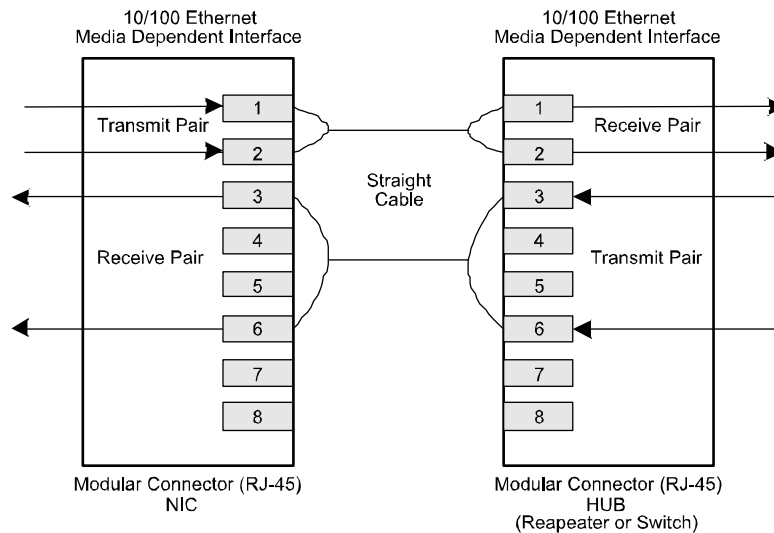 10/100 Ethernet
Media Dependent Interface
10/100 Ethernet
Media Dependent Interface
1
Transmit Pair
2
3
4
Receive Pair
5
6
7
8
Straight
Cable
1
Receive Pair
2
3
4
Transmit Pair
5
6
7
8
Modular Connector (RJ-45)
NIC
Modular Connector (RJ-45)
HUB
(Reapeater or Switch)